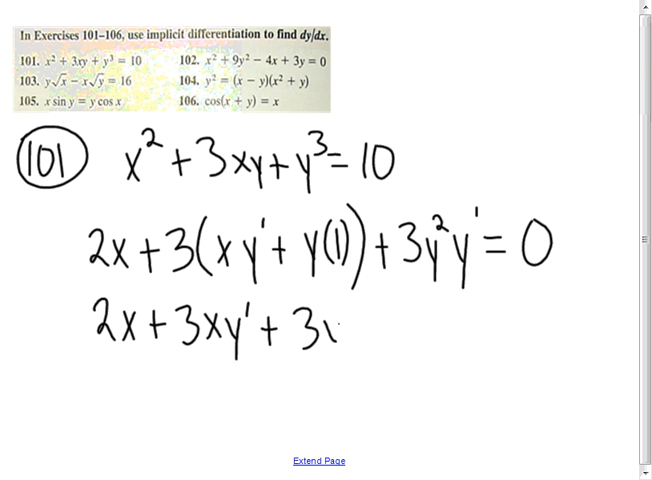 In Exercises 101–106, use implicit differentiation to find dy/dx.
101. x² + 3xy + y³ = 10 102. x² + 9y² − 4x + 3y = 0
103. y√x − x√y = 16 104. y² = (x − y)(x² + y)
105. x sin y = y cos x 106. cos(x + y) = x
101 x² + 3xy + y³ = 10
2x + 3(xy' + y(1)) + 3y²y' = 0
2x + 3xy' + 3
Extend Page